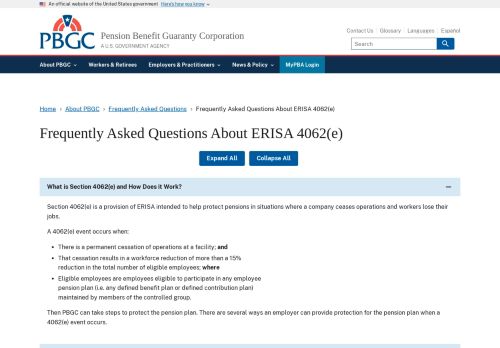 An official website of the United States government Here's how you know
PBGC
Pension Benefit Guaranty Corporation
A U.S. GOVERNMENT AGENCY
Contact Us Glossary Languages Español
Search
About PBGC Workers & Retirees Employers & Practitioners News & Policy MyPBA Login
Home › About PBGC › Frequently Asked Questions › Frequently Asked Questions About ERISA 4062(e)
Frequently Asked Questions About ERISA 4062(e)
Expand All Collapse All
What is Section 4062(e) and How Does it Work?
Section 4062(e) is a provision of ERISA intended to help protect pensions in situations where a company ceases operations and workers lose their
jobs.
A 4062(e) event occurs when:
• There is a permanent cessation of operations at a facility; and
• That cessation results in a workforce reduction of more than a 15%
reduction in the total number of eligible employees; where
• Eligible employees are employees eligible to participate in any employee
pension plan (i.e. any defined benefit plan or defined contribution plan)
maintained by members of the controlled group.
Then PBGC can take steps to protect the pension plan. There are several ways an employer can provide protection for the pension plan when a
4062(e) event occurs.